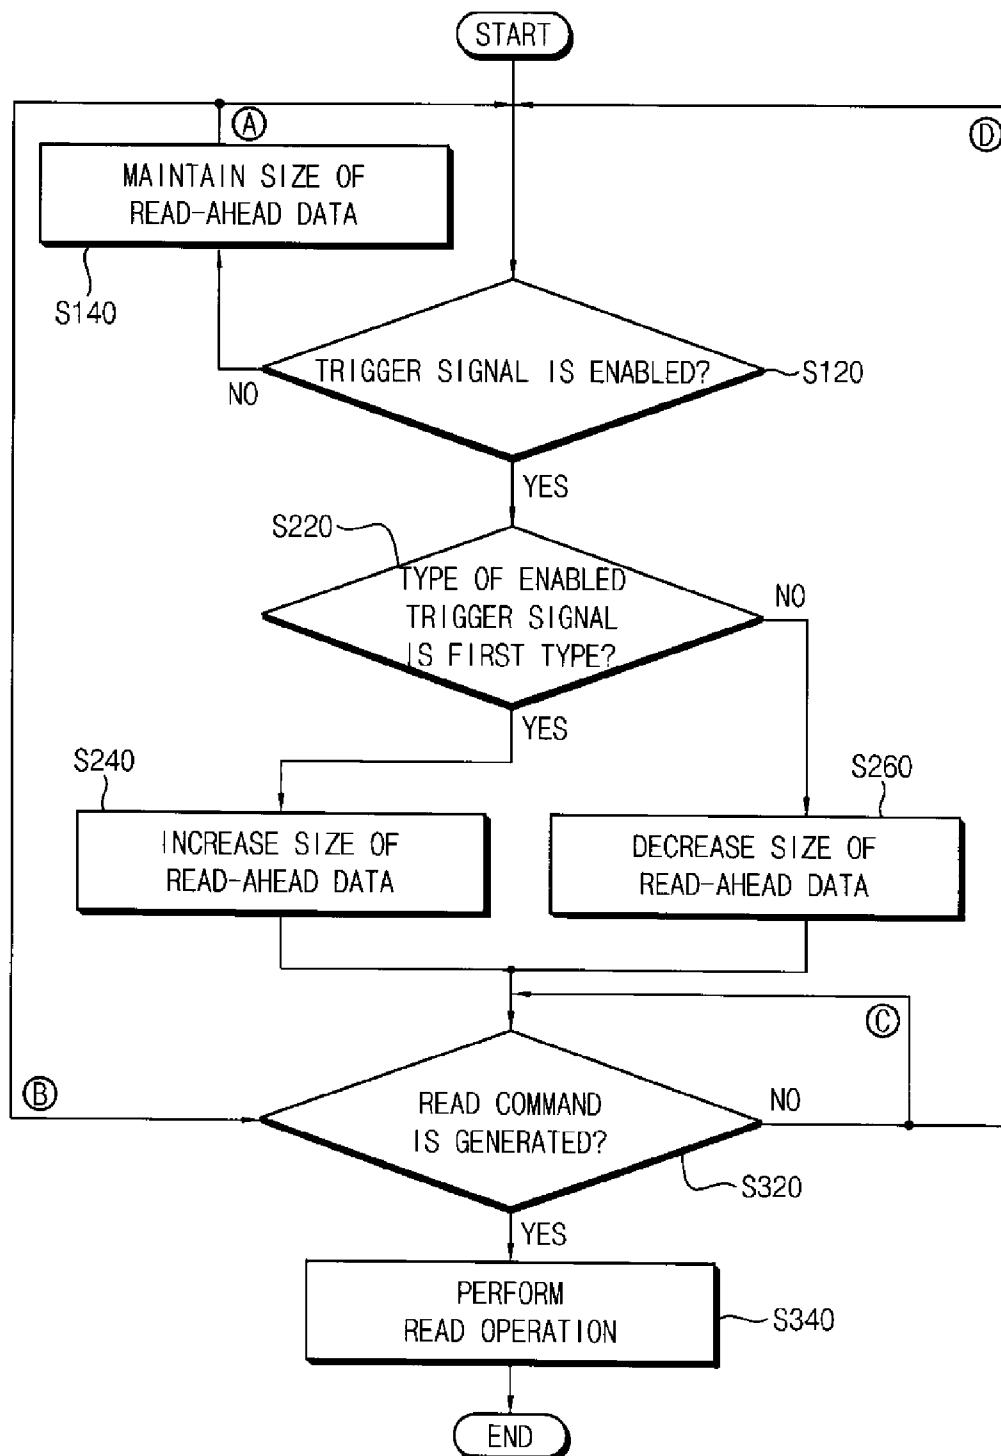 START
A
D
MAINTAIN SIZE OF
READ-AHEAD DATA
S140
TRIGGER SIGNAL IS ENABLED?
S120
NO
YES
S220
TYPE OF ENABLED
TRIGGER SIGNAL
IS FIRST TYPE?
NO
YES
S240
S260
INCREASE SIZE OF
READ-AHEAD DATA
DECREASE SIZE OF
READ-AHEAD DATA
C
B
READ COMMAND
IS GENERATED?
NO
S320
YES
PERFORM
READ OPERATION
S340
END